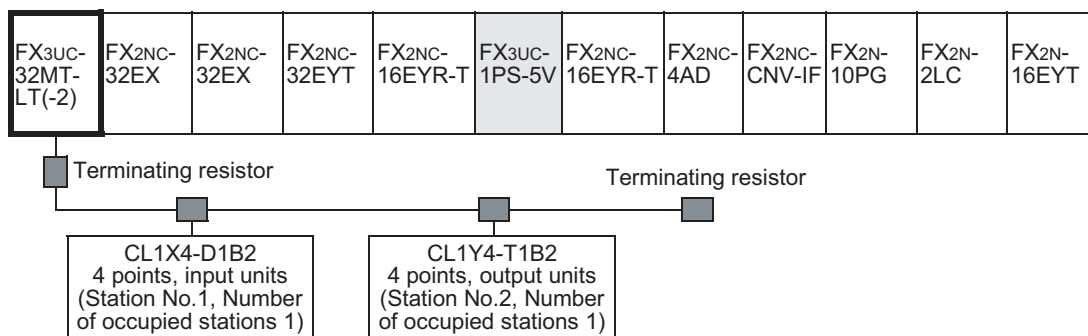 FX3UC-
32MT-
LT(-2)
FX2NC-
32EX
FX2NC-
32EX
FX2NC-
32EYT
FX2NC-
16EYR-T
FX3UC-
1PS-5V
FX2NC-
16EYR-T
FX2NC-
4AD
FX2NC-
CNV-IF
FX2N-
10PG
FX2N-
2LC
FX2N-
16EYT
Terminating resistor
Terminating resistor
CL1X4-D1B2
4 points, input units
(Station No.1, Number
of occupied stations 1)
CL1Y4-T1B2
4 points, output units
(Station No.2, Number
of occupied stations 1)